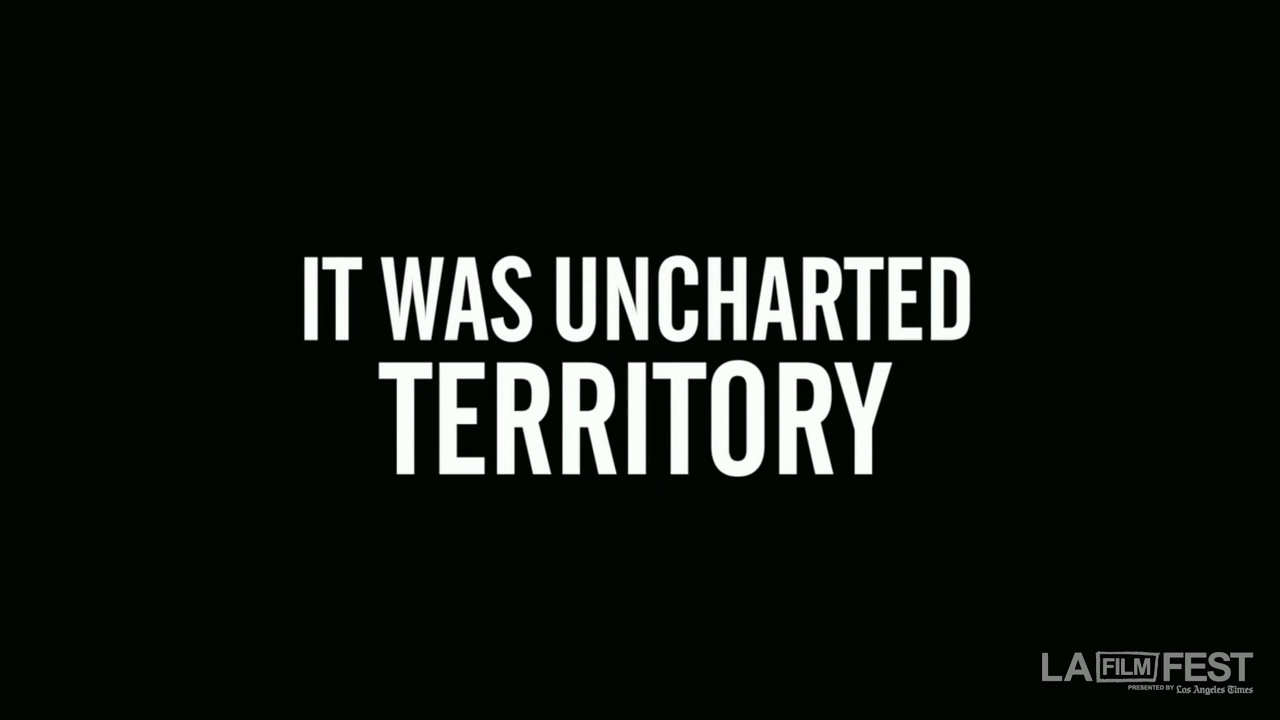 IT WAS UNCHARTED
TERRITORY
LA FILM FEST
PRESENTED BY Los Angeles Times